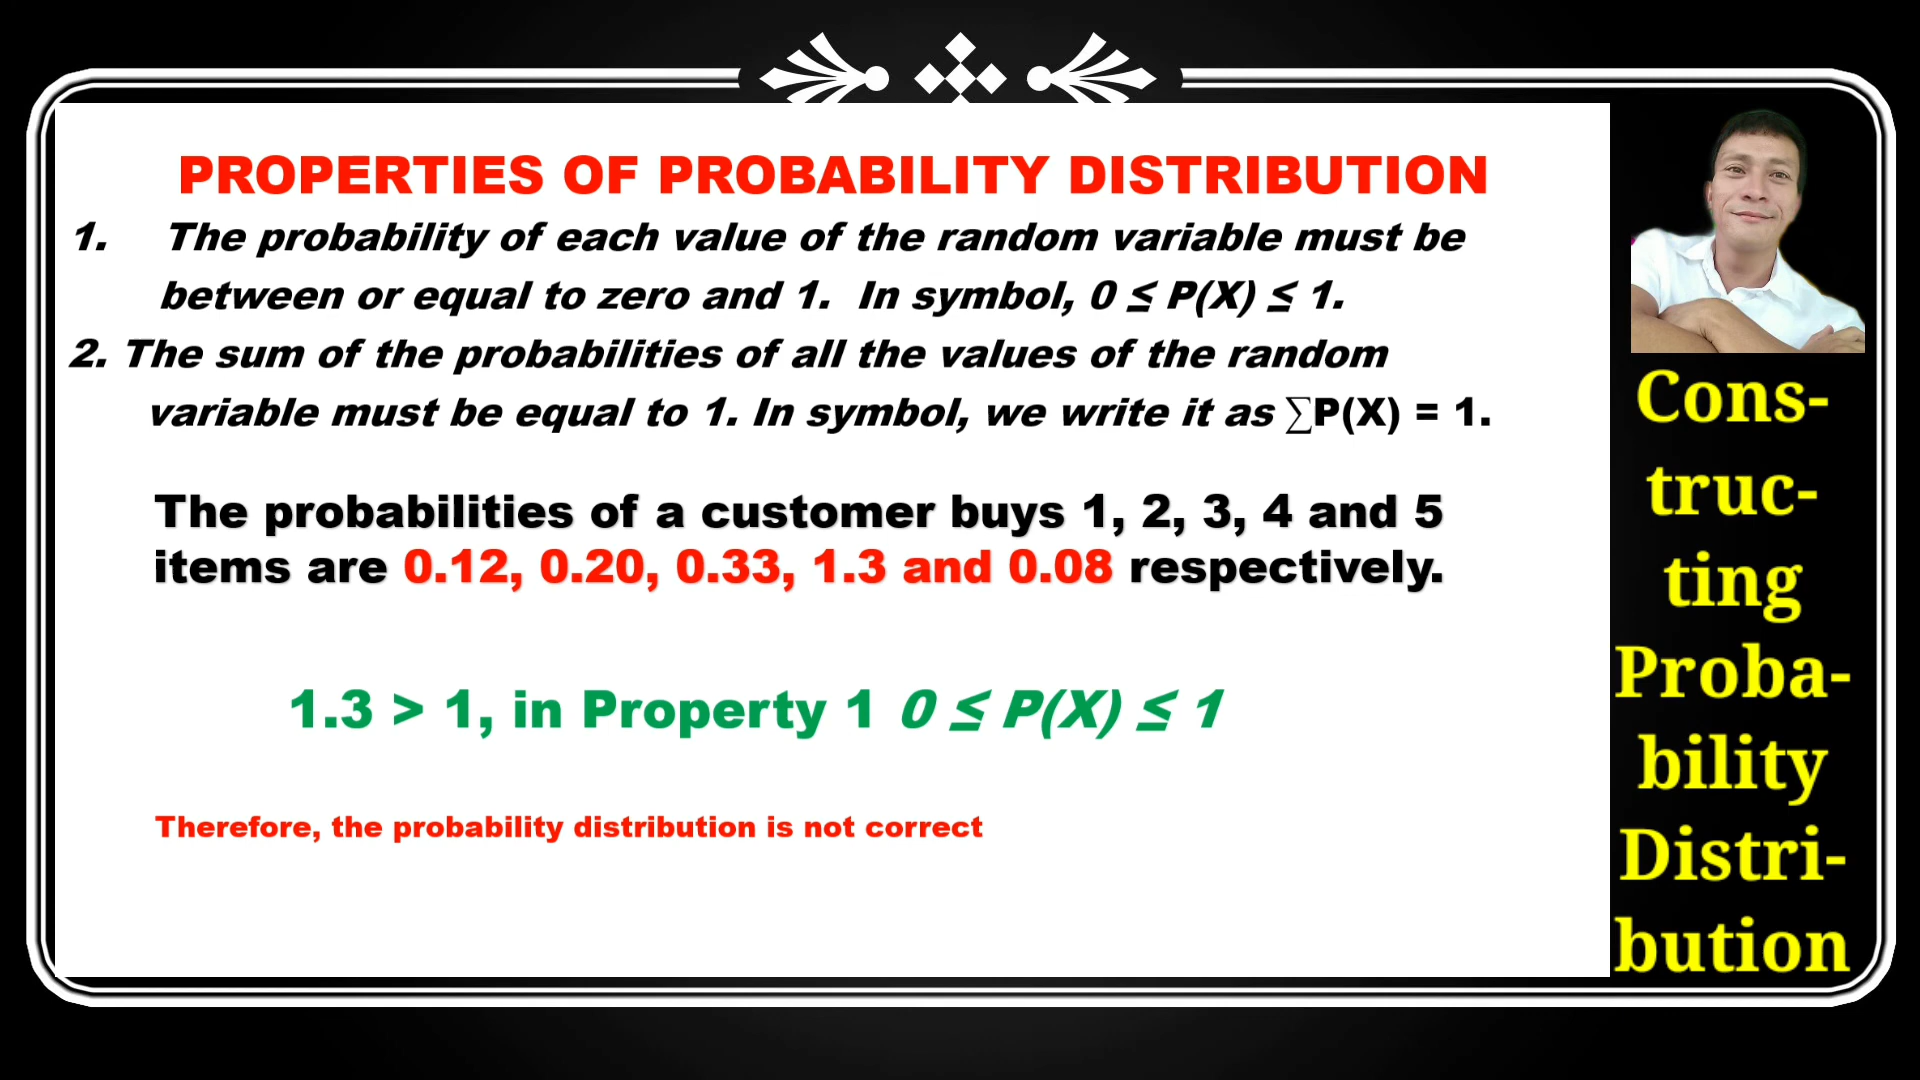 PROPERTIES OF PROBABILITY DISTRIBUTION
1. The probability of each value of the random variable must be
between or equal to zero and 1. In symbol, 0 ≤ P(X) ≤ 1.
2. The sum of the probabilities of all the values of the random
variable must be equal to 1. In symbol, we write it as ∑P(X) = 1.
The probabilities of a customer buys 1, 2, 3, 4 and 5
items are 0.12, 0.20, 0.33, 1.3 and 0.08 respectively.
1.3 > 1, in Property 1 0 ≤ P(X) ≤ 1
Therefore, the probability distribution is not correct
Cons-
truc-
ting
Proba-
bility
Distri-
bution